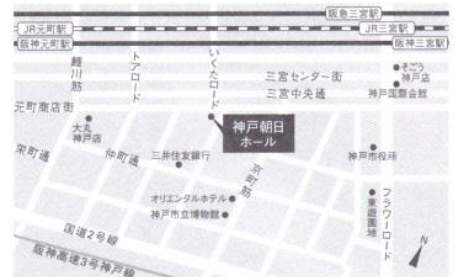 阪急三宮駅
JR元町駅
JR三宮駅
阪神元町駅
阪神三宮駅
鯉川筋
トアロード
いくたロード
三宮センター街
三宮中央通
そごう
神戸店
神戸国際会館
元町商店街
大丸
神戸店
神戸朝日
ホール
栄町通
仲町通
三井住友銀行
京町筋
神戸市役所
オリエンタルホテル
神戸市立博物館
東遊園地
フラワーロード
国道2号線
阪神高速3号神戸線
N